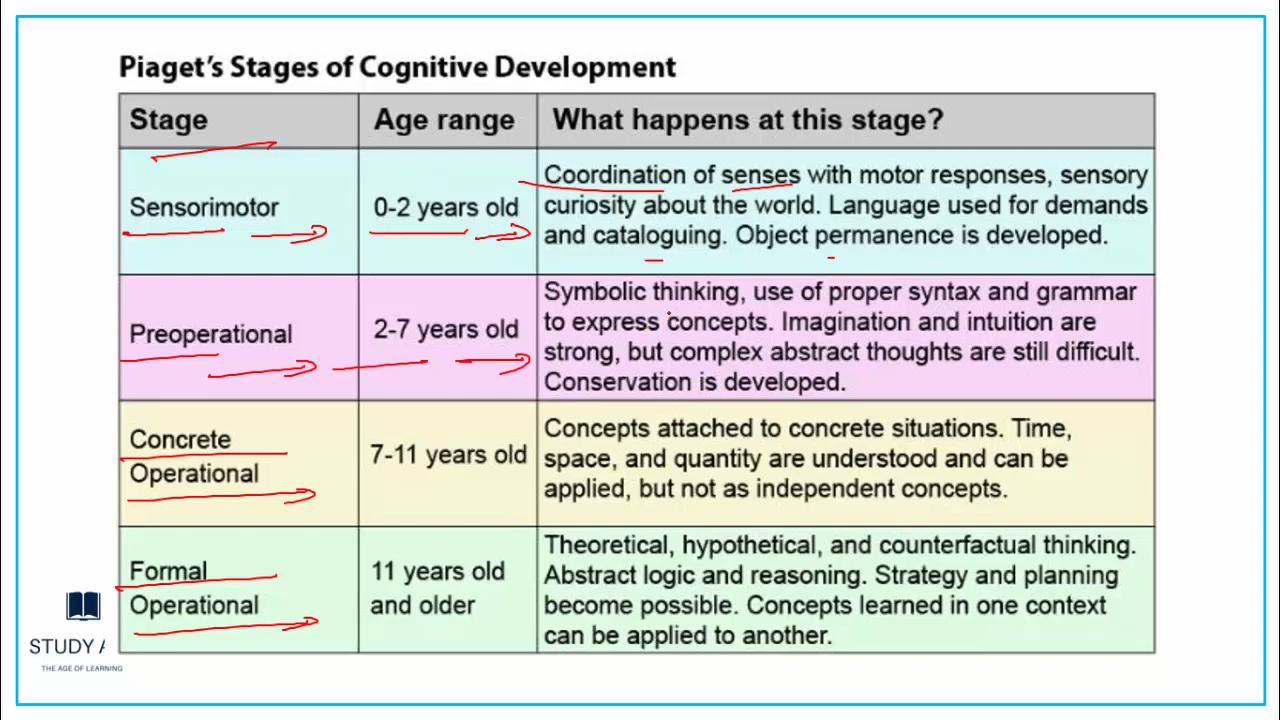 Piaget's Stages of Cognitive Development
Stage
Age range
What happens at this stage?
Sensorimotor
0-2 years old
Coordination of senses with motor responses, sensory
curiosity about the world. Language used for demands
and cataloguing. Object permanence is developed.
Preoperational
2-7 years old
Symbolic thinking, use of proper syntax and grammar
to express concepts. Imagination and intuition are
strong, but complex abstract thoughts are still difficult.
Conservation is developed.
Concrete
Operational
7-11 years old
Concepts attached to concrete situations. Time,
space, and quantity are understood and can be
applied, but not as independent concepts.
Formal
Operational
11 years old
and older
Theoretical, hypothetical, and counterfactual thinking.
Abstract logic and reasoning. Strategy and planning
become possible. Concepts learned in one context
can be applied to another.
STUDY
THE AGE OF LEARNING